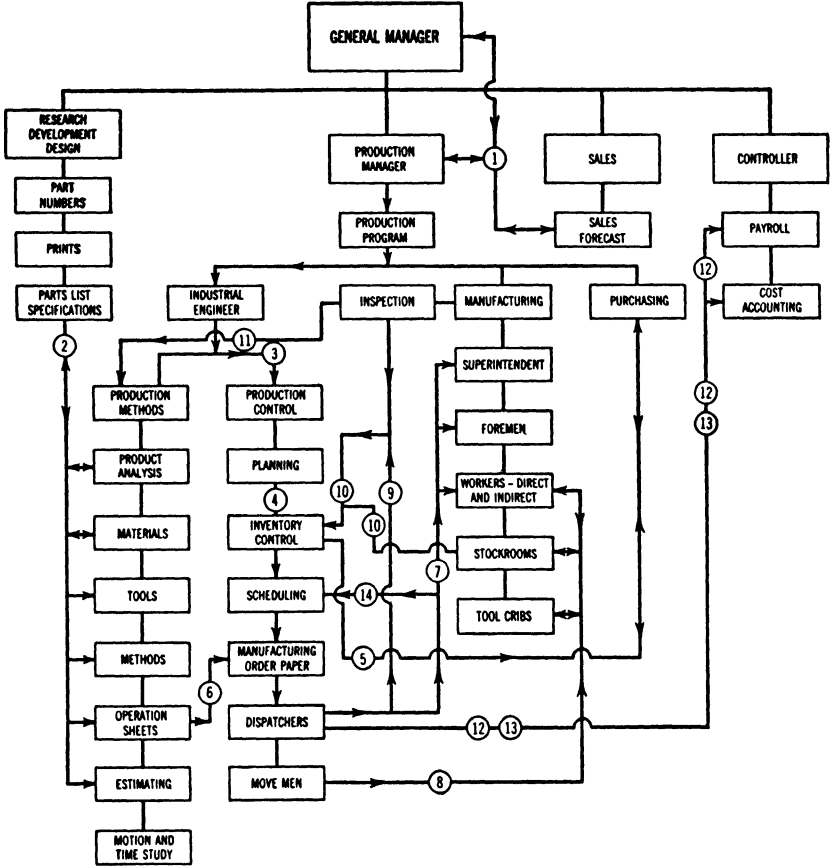 GENERAL MANAGER
RESEARCH
DEVELOPMENT
DESIGN
PRODUCTION
MANAGER
1
SALES
CONTROLLER
PART
NUMBERS
PRODUCTION
PROGRAM
SALES
FORECAST
PAYROLL
PRINTS
12
PARTS LIST
SPECIFICATIONS
INDUSTRIAL
ENGINEER
INSPECTION
MANUFACTURING
PURCHASING
COST
ACCOUNTING
2
11
3
SUPERINTENDENT
PRODUCTION
METHODS
PRODUCTION
CONTROL
12
13
FOREMEN
PRODUCT
ANALYSIS
PLANNING
4
10
9
WORKERS - DIRECT
AND INDIRECT
MATERIALS
INVENTORY
CONTROL
10
STOCKROOMS
7
TOOLS
SCHEDULING
14
TOOL CRIBS
METHODS
MANUFACTURING
ORDER PAPER
5
6
OPERATION
SHEETS
DISPATCHERS
12
13
ESTIMATING
MOVE MEN
8
MOTION AND
TIME STUDY